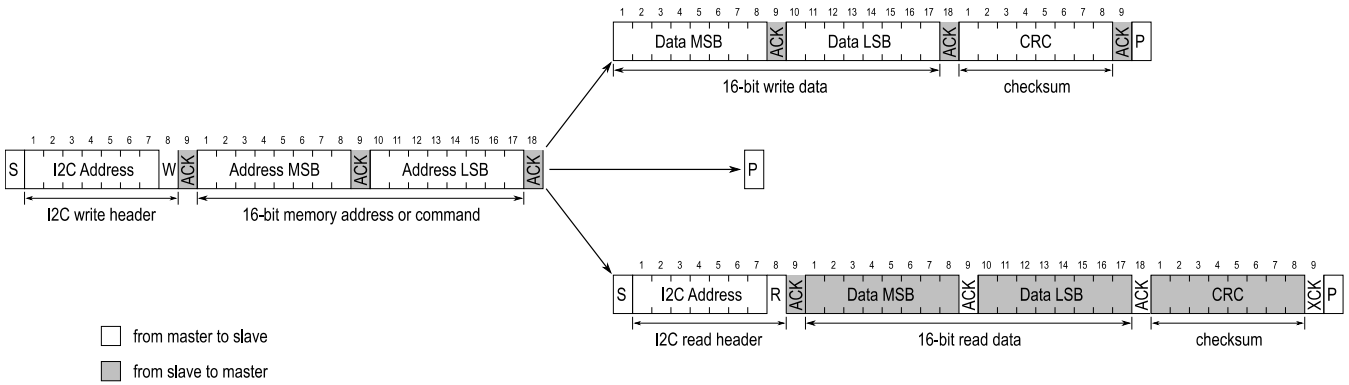 1 2 3 4 5 6 7 8 9 10 11 12 13 14 15 16 17 18 1 2 3 4 5 6 7 8 9
Data MSB ACK Data LSB ACK CRC ACK P
16-bit write data checksum
1 2 3 4 5 6 7 8 9 1 2 3 4 5 6 7 8 9 10 11 12 13 14 15 16 17 18
S I2C Address W ACK Address MSB ACK Address LSB ACK P
I2C write header 16-bit memory address or command
1 2 3 4 5 6 7 8 9 1 2 3 4 5 6 7 8 9 10 11 12 13 14 15 16 17 18 1 2 3 4 5 6 7 8 9
S I2C Address R ACK Data MSB ACK Data LSB ACK CRC XCK P
I2C read header 16-bit read data checksum
from master to slave
from slave to master